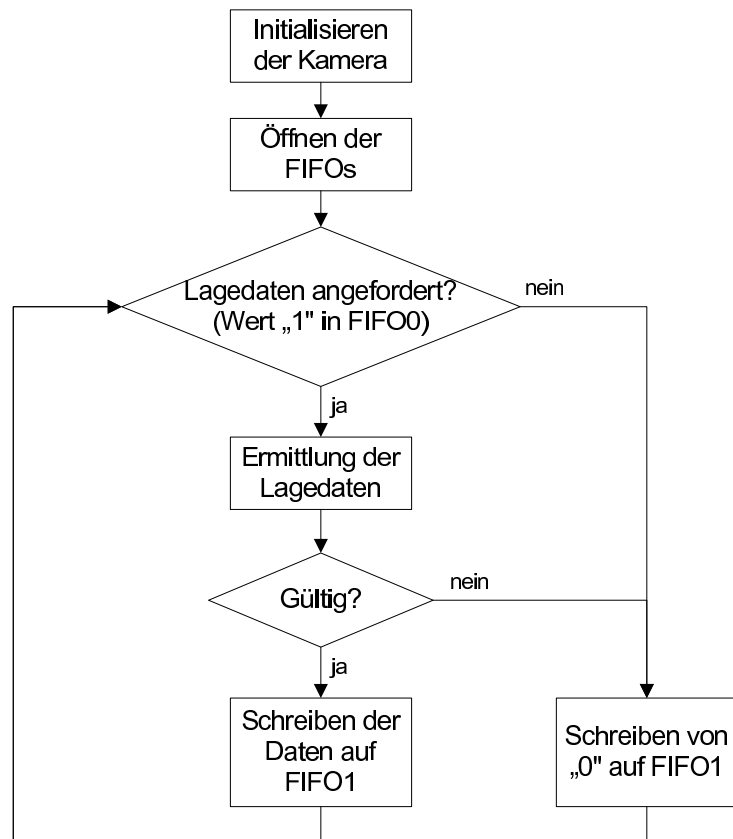 Initialisieren
der Kamera
Öffnen der
FIFOs
Lagedaten angefordert?
(Wert „1" in FIFO0)
nein
ja
Ermittlung der
Lagedaten
Gültig?
nein
ja
Schreiben der
Daten auf
FIFO1
Schreiben von
„0" auf FIFO1